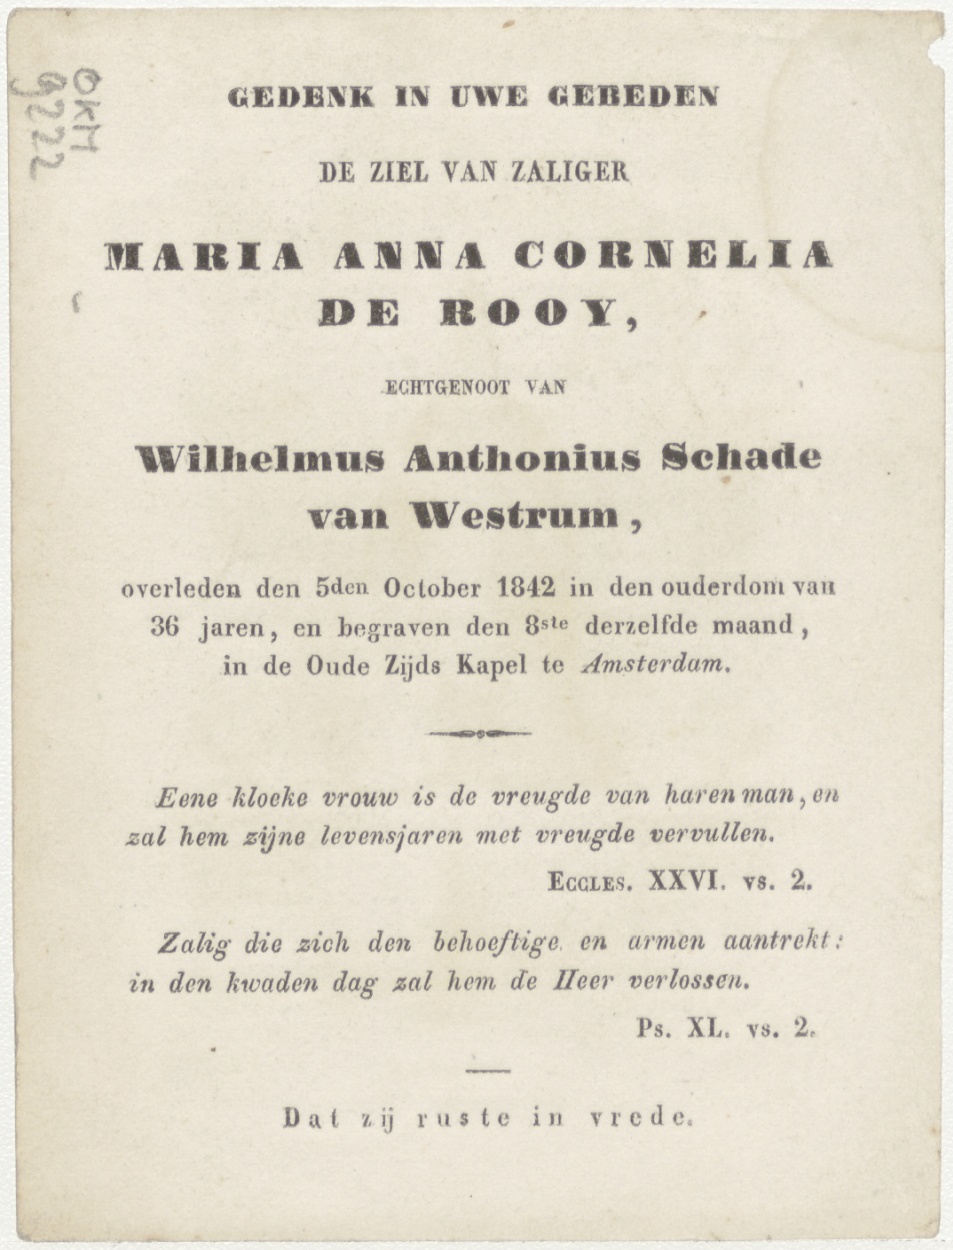 OKM
9222
GEDENK IN UWE GEBEDEN
DE ZIEL VAN ZALIGER
MARIA ANNA CORNELIA
DE ROOY,
ECHTGENOOT VAN
Wilhelmus Anthonius Schade
van Westrum,
overleden den 5den October 1842 in den ouderdom van
36 jaren, en begraven den 8ste derzelfde maand,
in de Oude Zijds Kapel te Amsterdam.
Eene kloeke vrouw is de vreugde van haren man, en
zal hem zijne levensjaren met vreugde vervullen.
ECCLES. XXVI. vs. 2.
Zalig die zich den behoeftige en armen aantrekt:
in den kwaden dag zal hem de Heer verlossen.
Ps. XL. vs. 2.
Dat zij ruste in vrede.